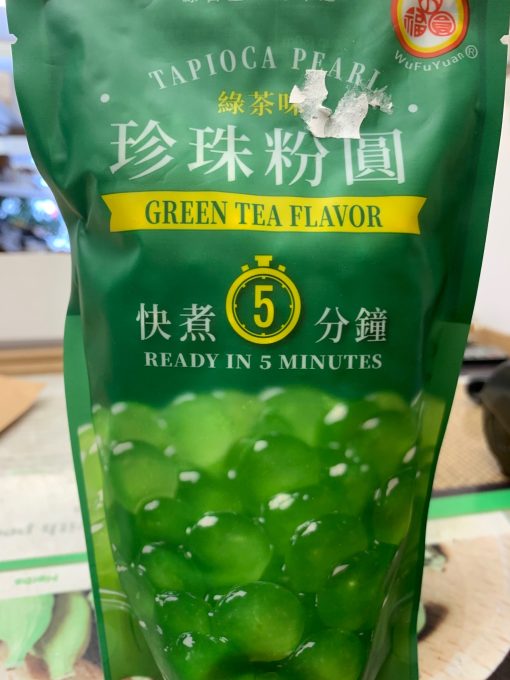 WuFuYuan®
TAPIOCA PEARL
綠茶味
珍珠粉圓
GREEN TEA FLAVOR
快煮 5 分鐘
READY IN 5 MINUTES